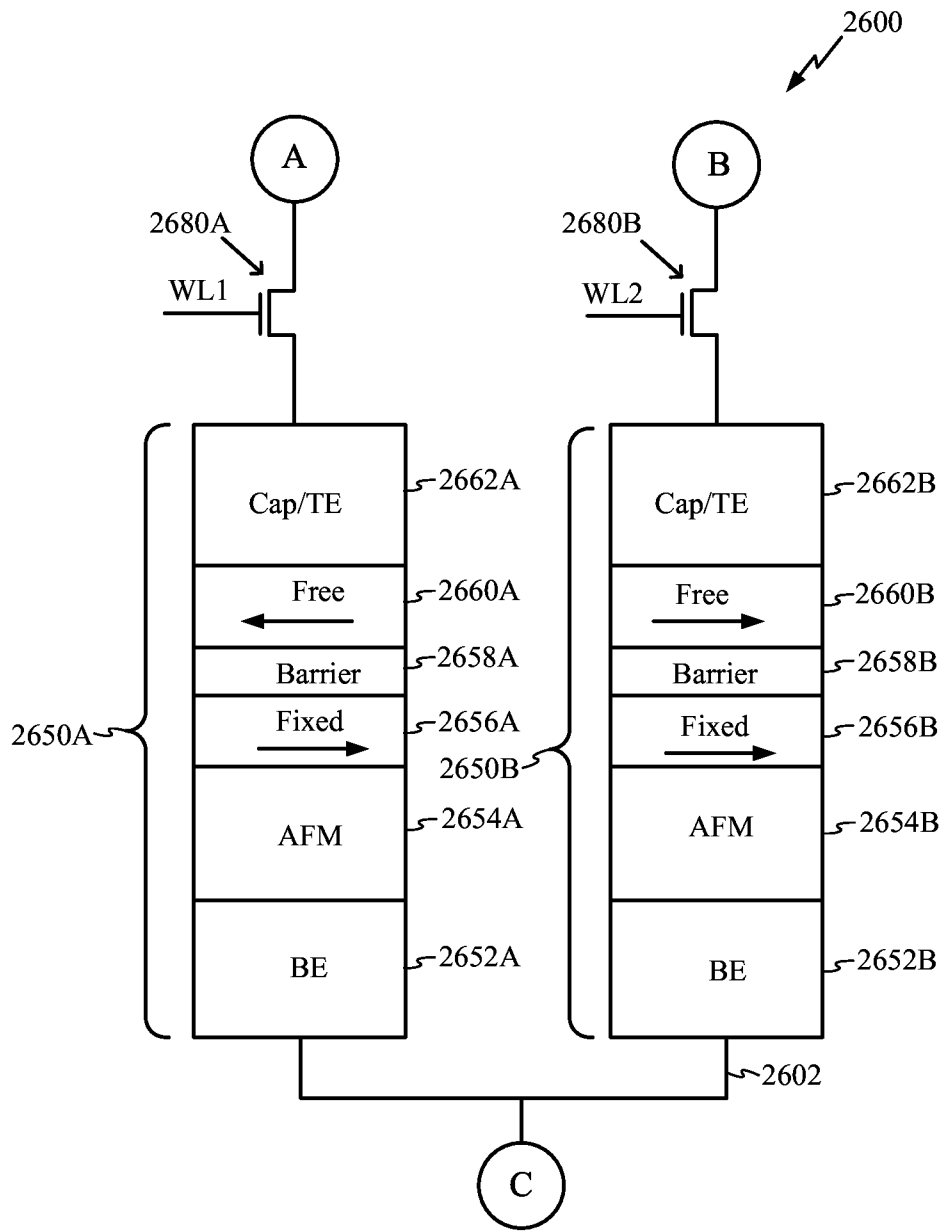 2600
A
B
2680A
2680B
WL1
WL2
2662A
2662B
Cap/TE
Cap/TE
Free
2660A
Free
2660B
Barrier
2658A
Barrier
2658B
Fixed
2656A
Fixed
2656B
2650A
2650B
AFM
2654A
AFM
2654B
BE
2652A
BE
2652B
2602
C